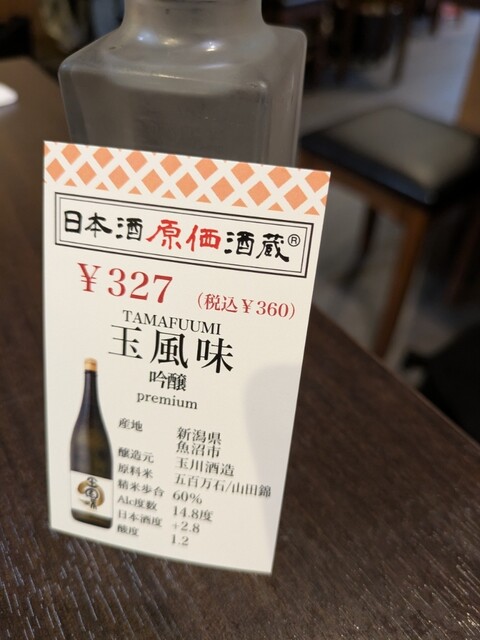 日本酒原価酒蔵®
￥327 (税込￥360)
TAMAFUUMI
玉風味
吟醸
premium
産地 新潟県
魚沼市
醸造元 玉川酒造
原料米 五百万石/山田錦
精米歩合 60%
Alc度数 14.8度
日本酒度 +2.8
酸度 1.2
玉風味